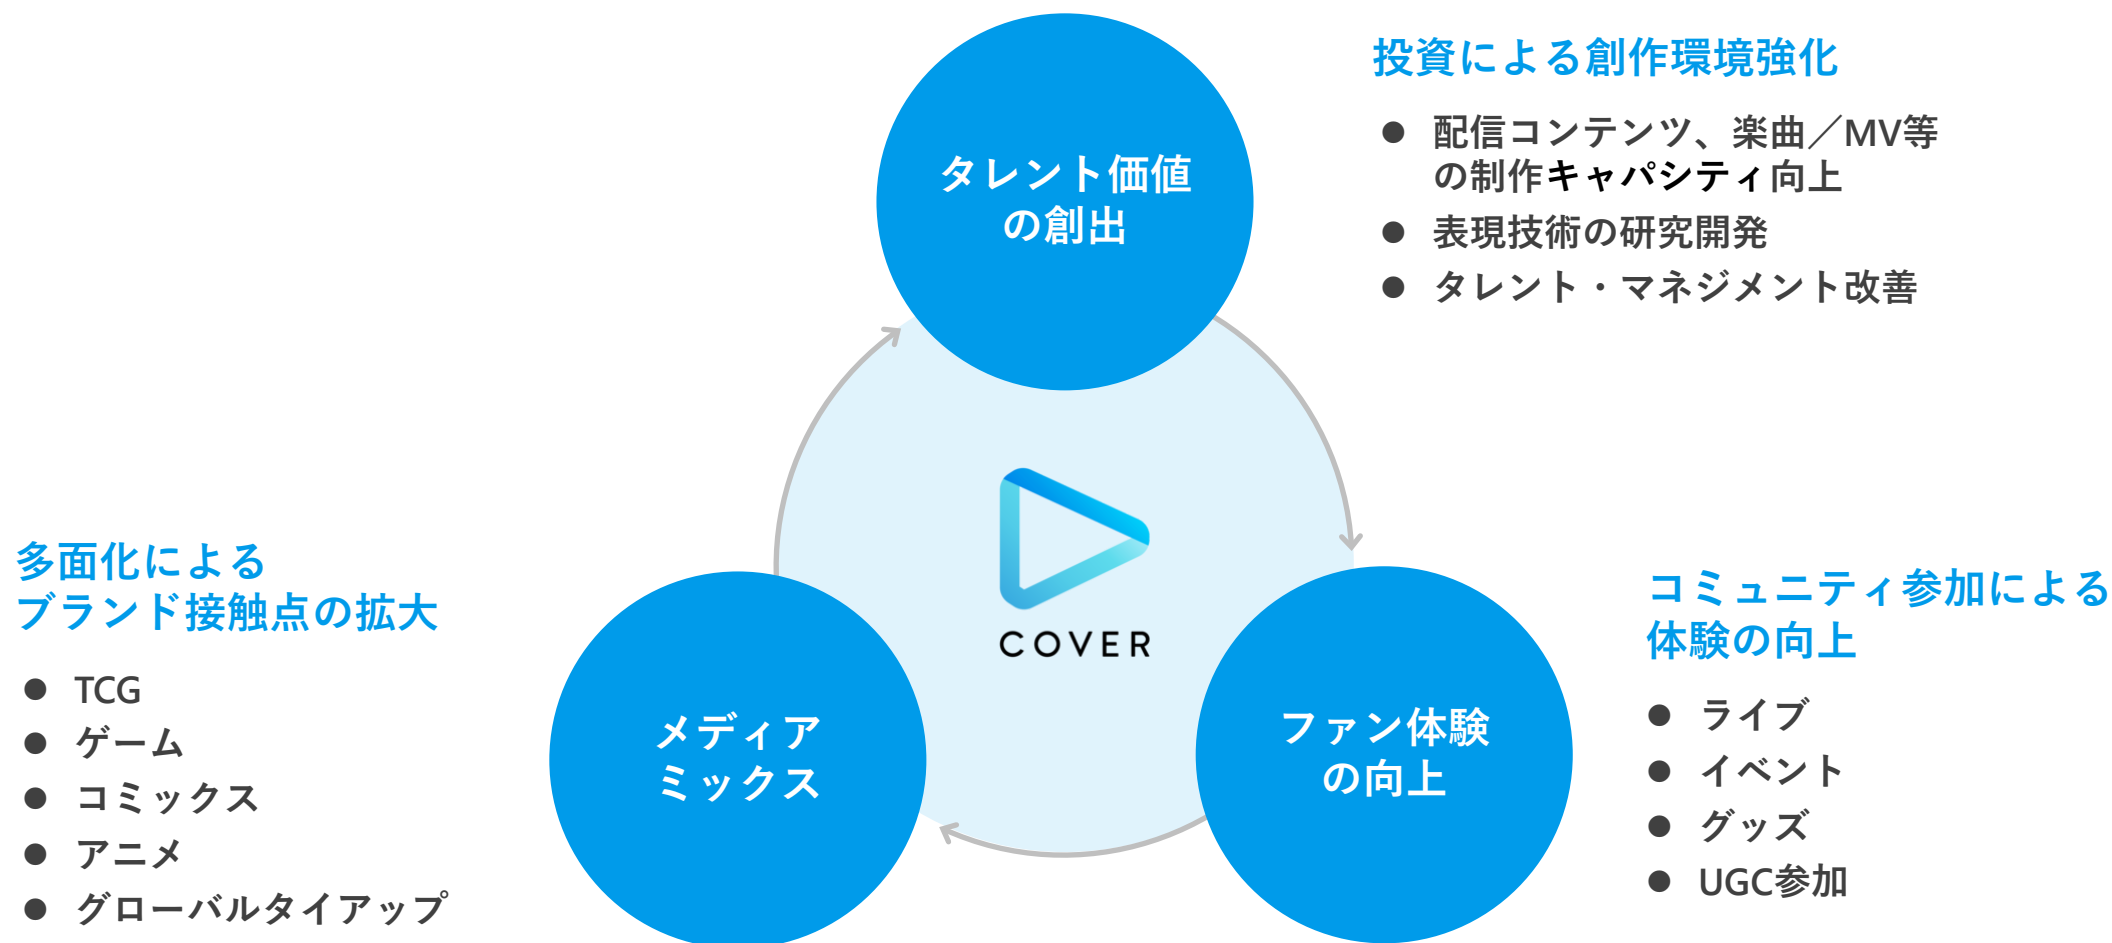 タレント価値
の創出
投資による創作環境強化
● 配信コンテンツ、楽曲／MV等
の制作キャパシティ向上
● 表現技術の研究開発
● タレント・マネジメント改善
COVER
ファン体験
の向上
コミュニティ参加による
体験の向上
● ライブ
● イベント
● グッズ
● UGC参加
メディア
ミックス
多面化による
ブランド接触点の拡大
● TCG
● ゲーム
● コミックス
● アニメ
● グローバルタイアップ